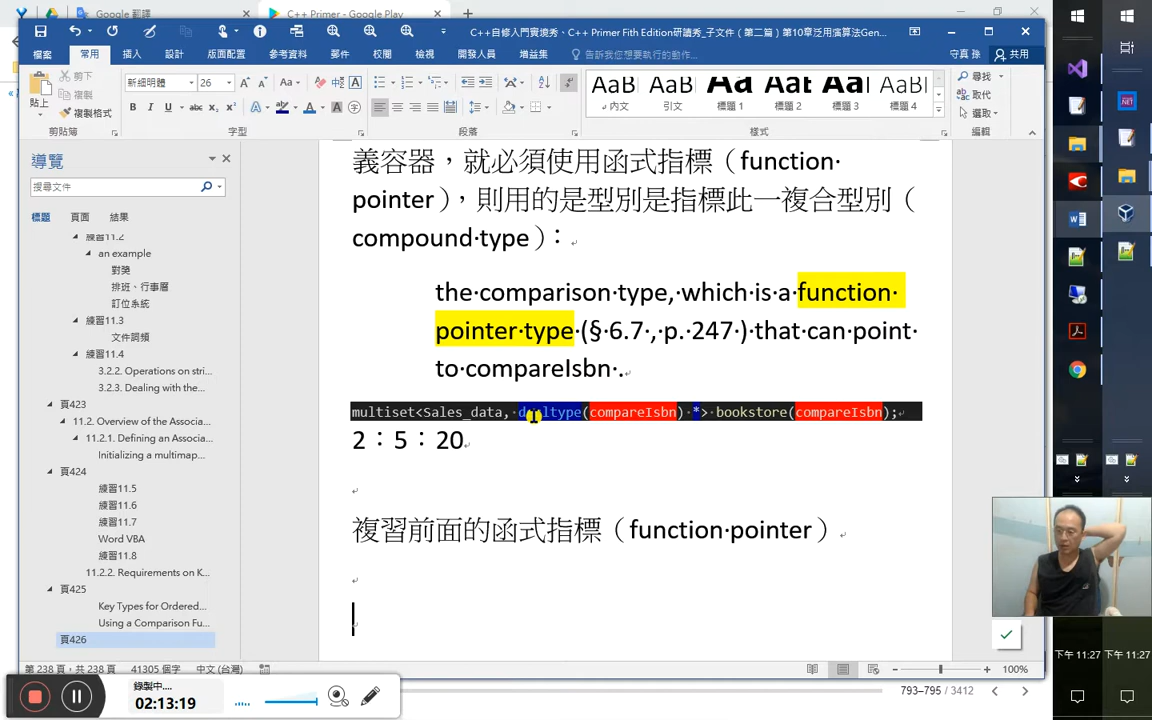 Google 翻譯
C++ Primer - Google Play
C++自修入門實境秀、C++ Primer Fifth Edition研讀秀_子文件（第二篇）第10章泛用演算法Gen...
檔案
常用
插入
設計
版面配置
參考資料
郵件
校閱
檢視
開發人員
增益集
告訴我您想要執行的動作...
守真 孫
共用
貼上
剪下
複製
複製格式
新細明體
26
剪貼簿
字型
段落
AaB
內文
AaB
引文
AaB
標題 1
AaB
標題 2
AaB
標題 3
AaBl
標題 4
樣式
尋找
取代
選取
編輯
導覽
搜尋文件
標題
頁面
結果
練習11.2
an example
對獎
排班、行事曆
訂位系統
練習11.3
文件詞頻
練習11.4
3.2.2. Operations on stri...
3.2.3. Dealing with the...
頁423
11.2. Overview of the Associa...
11.2.1. Defining an Associa...
Initializing a multimap...
頁424
練習11.5
練習11.6
練習11.7
Word VBA
練習11.8
11.2.2. Requirements on K...
頁425
Key Types for Ordered...
Using a Comparison Fu...
頁426
義容器，就必須使用函式指標（function
pointer），則用的是型別是指標此一複合型別（
compound type）：
the comparison type, which is a function
pointer type (§ 6.7 , p. 247 ) that can point
to compareIsbn .
multiset<Sales_data, decltype(compareIsbn) *> bookstore(compareIsbn);
2：5：20
複習前面的函式指標（function pointer）
第 238 頁，共 238 頁
41305 個字
中文 (台灣)
100%
錄製中...
02:13:19
793–795 / 3412
下午 11:27
下午 11:27